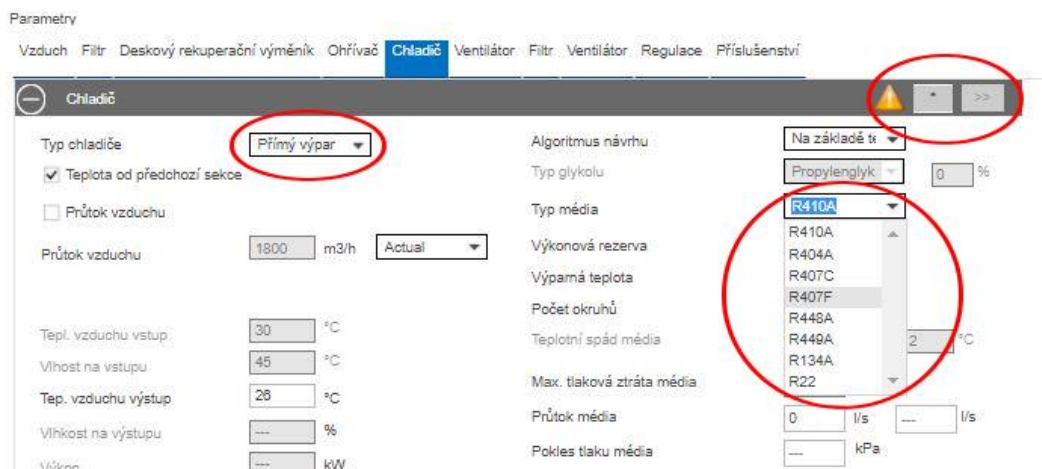 Parametry
Vzduch Filtr Deskový rekuperační výměník Ohřívač Chladič Ventilátor Filtr Ventilátor Regulace Příslušenství
Chladič * >>
Typ chladiče Přímý výpar Algoritmus návrhu Na základě te
Teplota od předchozí sekce Typ glykolu Propylenglyk 0 %
Průtok vzduchu Typ média R410A
R410A
Průtok vzduchu 1800 m3/h Actual Výkonová rezerva R404A
Výparná teplota R407C
R407F
Počet okruhů R448A
Tepl. vzduchu vstup 30 °C Teplotní spád média R449A 2 °C
Vlhost na vstupu 45 °C R134A
Tep. vzduchu výstup 26 °C Max. tlaková ztráta média R22
Vlhkost na výstupu --- % Průtok média 0 l/s --- l/s
Výkon --- kW Pokles tlaku média --- kPa